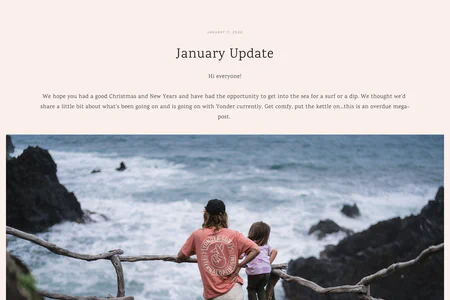 January Update
Hi everyone!
We hope you had a good Christmas and New Years and have had the opportunity to get into the sea for a surf or a dip. We thought we'd
share a little bit about what's been going on and is going on with Yonder currently. Get comfy, put the kettle on...this is an overdue mega-
post.